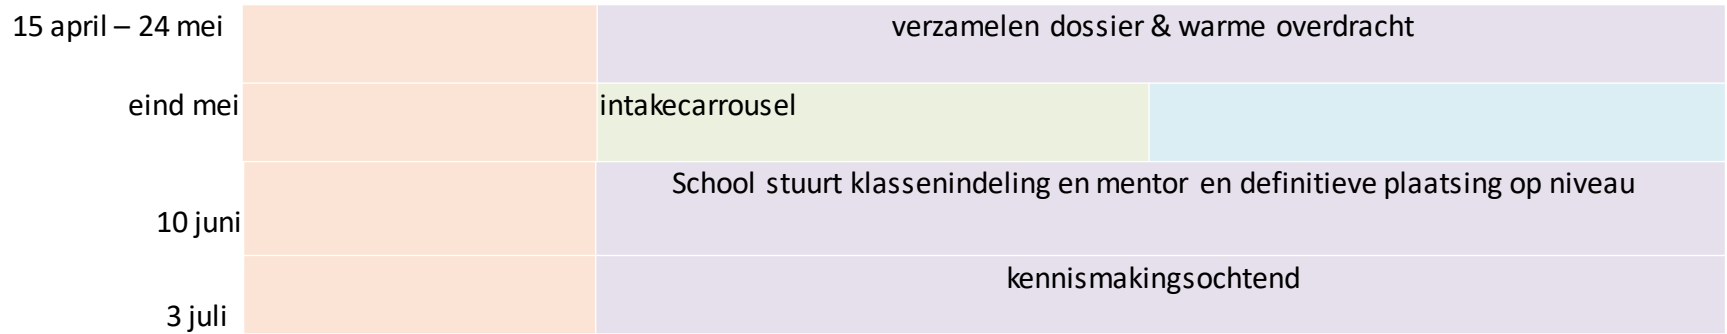 15 april – 24 mei
verzamelen dossier & warme overdracht
eind mei
intakecarrousel
School stuurt klassenindeling en mentor en definitieve plaatsing op niveau
10 juni
kennismakingsochtend
3 juli